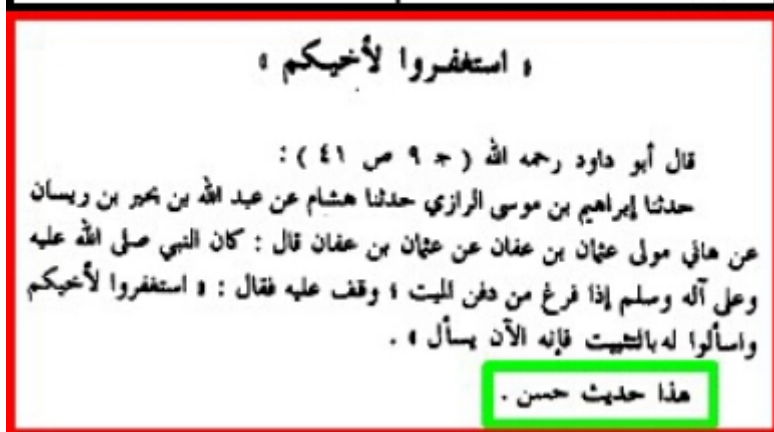 « استغفروا لأخيكم »
قال أبو داود رحمه الله ( جـ ٩ ص ٤١ ) :
حدثنا إبراهيم بن موسى الرازي حدثنا هشام عن عبد الله بن بحير بن ريسان
عن هاني مولى عثمان بن عفان عن عثمان بن عفان قال : كان النبي صلى الله عليه
وعلى آله وسلم إذا فرغ من دفن الميت ؛ وقف عليه فقال : « استغفروا لأخيكم
واسألوا له بالتثبيت فإنه الآن يسأل » .
هذا حديث حسن .